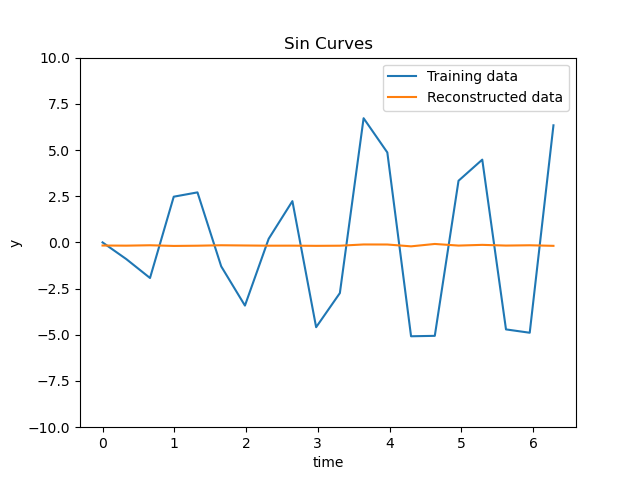 Sin Curves
Training data
Reconstructed data
10.0
7.5
5.0
2.5
0.0
−2.5
−5.0
−7.5
−10.0
y
0 1 2 3 4 5 6
time